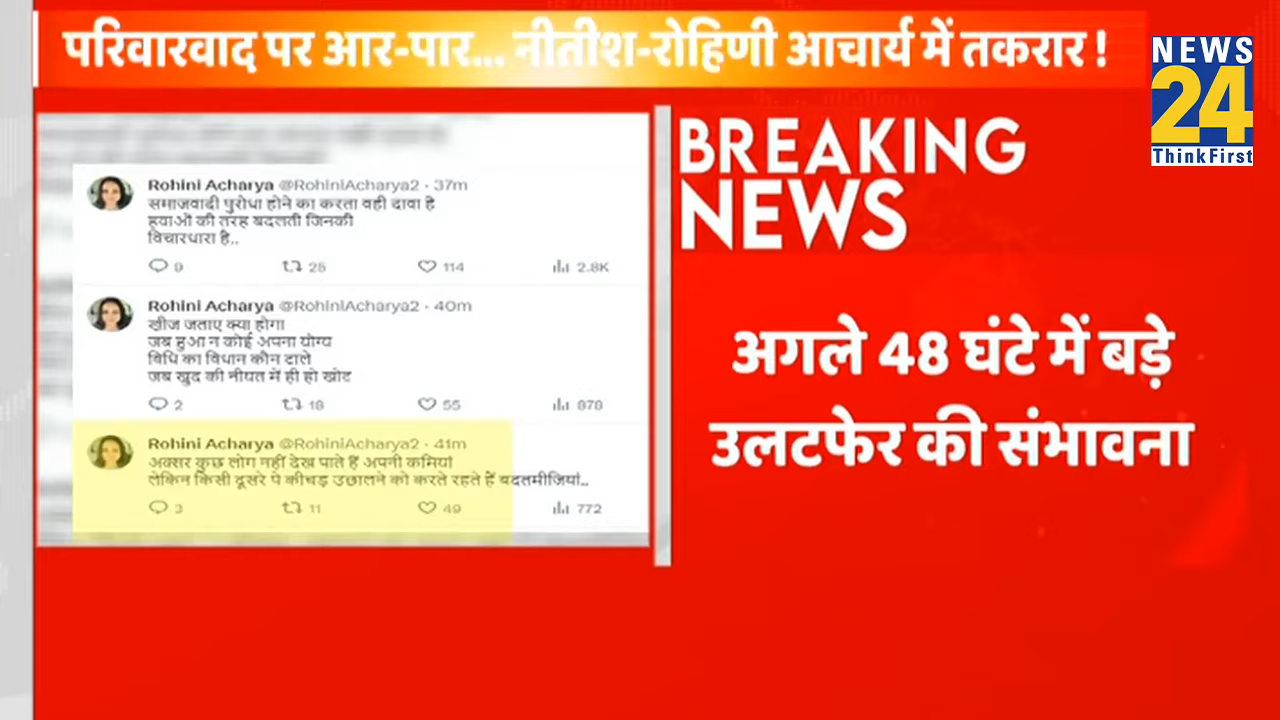 परिवारवाद पर आर-पार... नीतीश-रोहिणी आचार्य में तकरार !
NEWS
24
ThinkFirst
Rohini Acharya @RohiniAcharya2 · 37m
समाजवादी पुरोधा होने का करता वही दावा है
हवाओं की तरह बदलती जिनकी
विचारधारा है..
9 25 114 2.8K
Rohini Acharya @RohiniAcharya2 · 40m
खीज जताए क्या होगा
जब हुआ न कोई अपना योग्य
विधि का विधान कौन टाले
जब खुद की नीयत में ही हो खोट
2 18 55 878
Rohini Acharya @RohiniAcharya2 · 41m
अक्सर कुछ लोग नहीं देख पाते हैं अपनी कमियां
लेकिन किसी दूसरे पे कीचड़ उछालने को करते रहते हैं बदतमीजियां..
3 11 49 772
BREAKING
NEWS
अगले 48 घंटे में बड़े
उलटफेर की संभावना